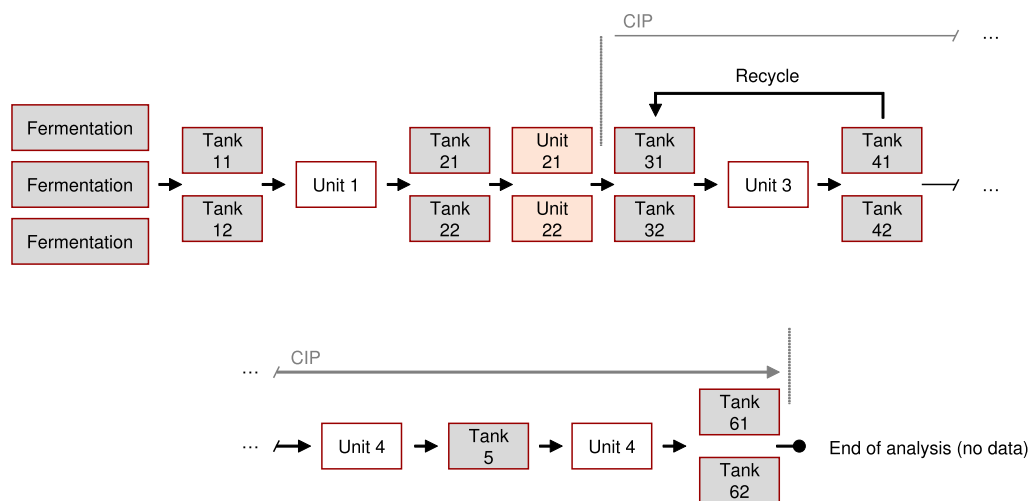 CIP
...
Recycle
Fermentation
Fermentation
Fermentation
Tank
11
Tank
12
Unit 1
Tank
21
Tank
22
Unit
21
Unit
22
Tank
31
Tank
32
Unit 3
Tank
41
Tank
42
...
...
CIP
...
Unit 4
Tank
5
Unit 4
Tank
61
Tank
62
End of analysis (no data)